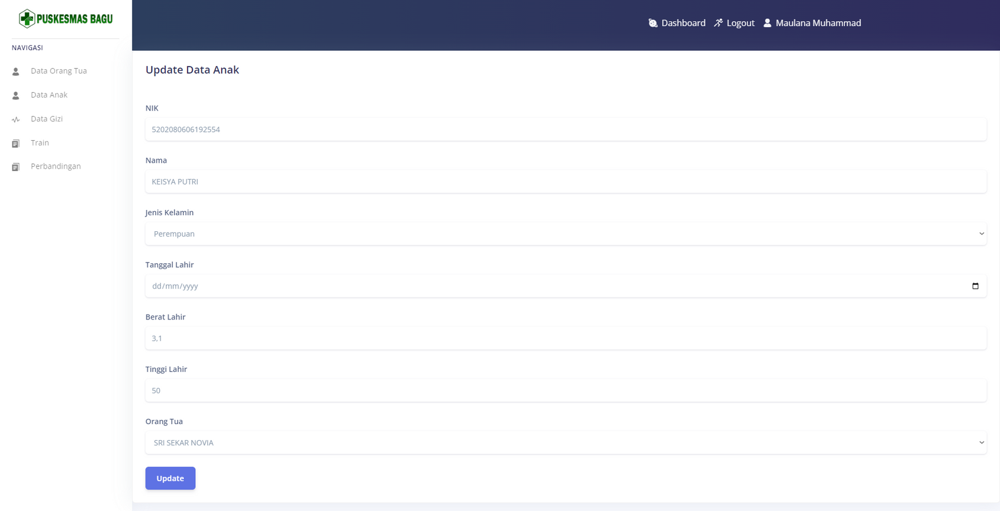 PUSKESMAS BAGU
NAVIGASI
Data Orang Tua
Data Anak
Data Gizi
Train
Perbandingan
Dashboard Logout Maulana Muhammad
Update Data Anak
NIK
5202080606192554
Nama
KEISYA PUTRI
Jenis Kelamin
Perempuan
Tanggal Lahir
dd/mm/yyyy
Berat Lahir
3,1
Tinggi Lahir
50
Orang Tua
SRI SEKAR NOVIA
Update